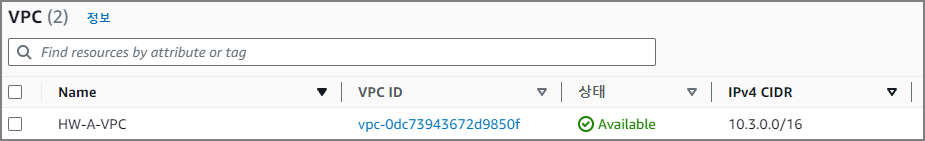 VPC (2) 정보
Find resources by attribute or tag
Name VPC ID 상태 IPv4 CIDR
HW-A-VPC vpc-0dc73943672d9850f Available 10.3.0.0/16